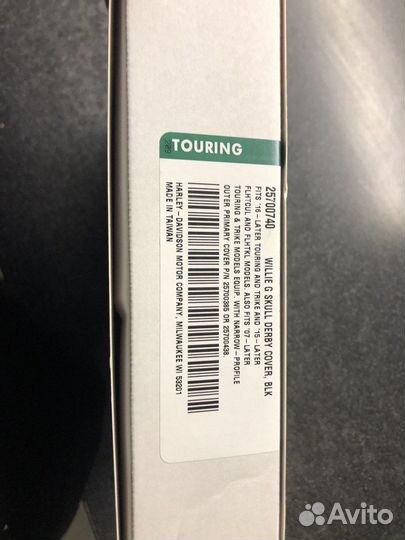 TOURING
25700740 WILLIE G SKULL DERBY COVER, BLK
FITS '16-LATER TOURING AND TRIKE AND '15-LATER
FLHTCUL AND FLHTKL MODELS. ALSO FITS '07-LATER
TOURING & TRIKE MODELS EQUIP. WITH NARROW-PROFILE
OUTER PRIMARY COVER P/N 25700385 OR 25700438.
HARLEY-DAVIDSON MOTOR COMPANY, MILWAUKEE WI 53201
MADE IN TAIWAN
Avito